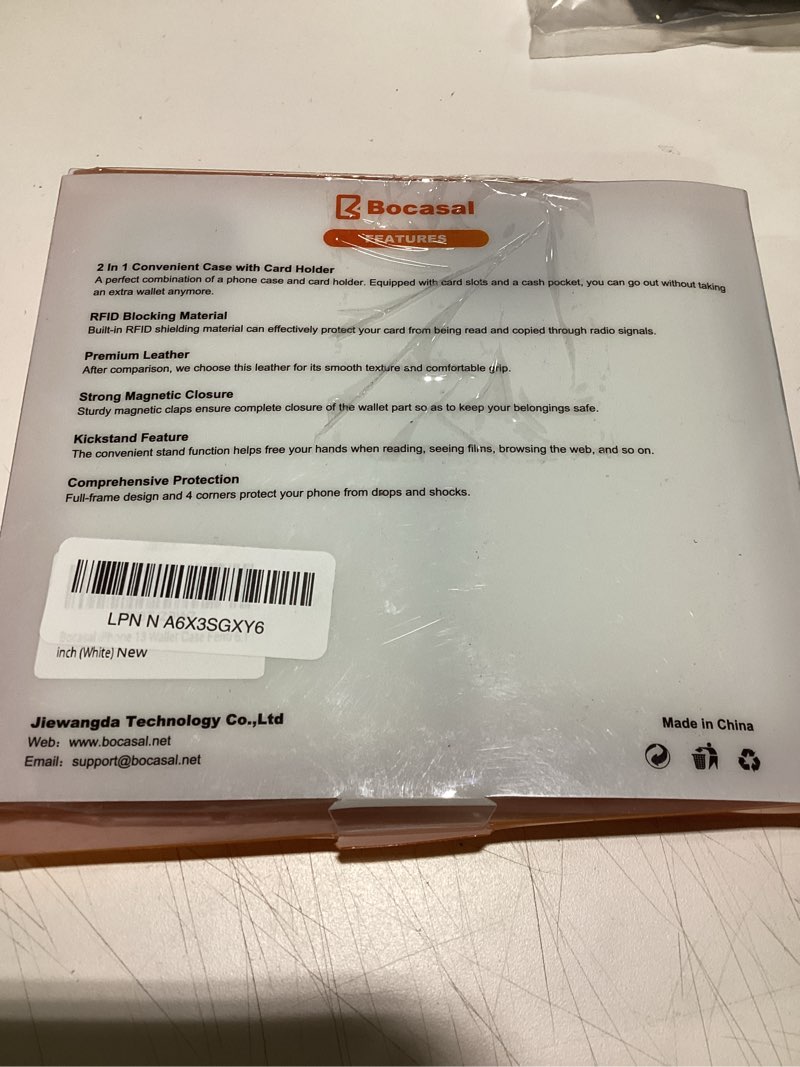 Bocasal
FEATURES
2 In 1 Convenient Case with Card Holder
A perfect combination of a phone case and card holder. Equipped with card slots and a cash pocket, you can go out without taking
an extra wallet anymore.
RFID Blocking Material
Built-in RFID shielding material can effectively protect your card from being read and copied through radio signals.
Premium Leather
After comparison, we choose this leather for its smooth texture and comfortable grip.
Strong Magnetic Closure
Sturdy magnetic claps ensure complete closure of the wallet part so as to keep your belongings safe.
Kickstand Feature
The convenient stand function helps free your hands when reading, seeing films, browsing the web, and so on.
Comprehensive Protection
Full-frame design and 4 corners protect your phone from drops and shocks.
LPN N A6X3SGXY6
Bocasal iPhone 13 Wallet Case
inch (White) New
Jiewangda Technology Co.,Ltd
Web: www.bocasal.net
Email: support@bocasal.net
Made in China